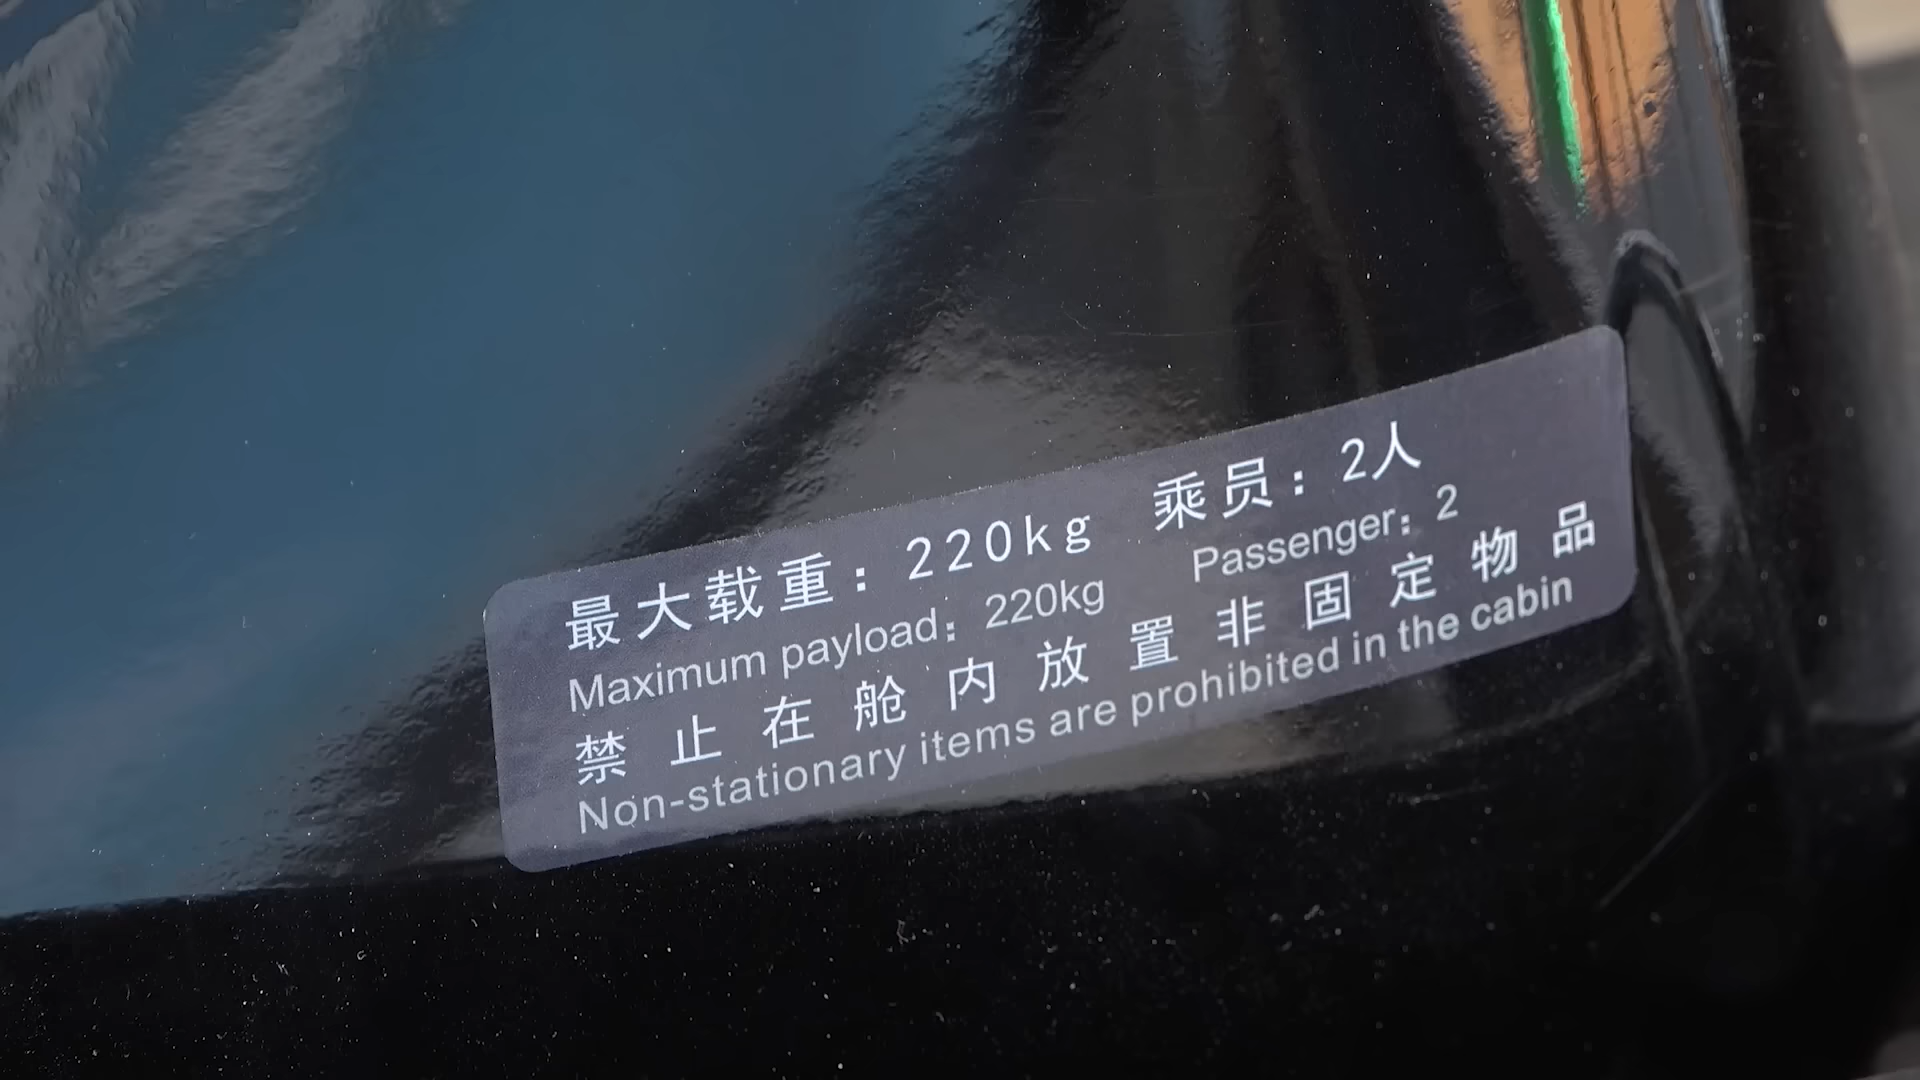 最大载重：220kg 乘员：2人
Maximum payload：220kg Passenger：2
禁止在舱内放置非固定物品
Non-stationary items are prohibited in the cabin